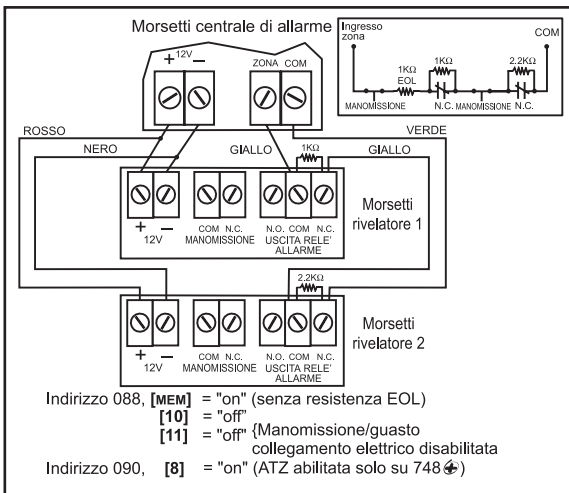 Morsetti centrale di allarme
+ 12V −
ZONA COM
Ingresso
zona
COM
1KΩ
EOL
1KΩ
2.2KΩ
MANOMISSIONE N.C. MANOMISSIONE N.C.
ROSSO
VERDE
NERO
GIALLO
1KΩ
GIALLO
+ −
12V
COM N.C.
MANOMISSIONE
N.O. COM N.C.
USCITA RELE'
ALLARME
Morsetti
rivelatore 1
2.2KΩ
+ −
12V
COM N.C.
MANOMISSIONE
N.O. COM N.C.
USCITA RELE'
ALLARME
Morsetti
rivelatore 2
Indirizzo 088, [MEM] = "on" (senza resistenza EOL)
[10] = "off"
[11] = "off" {Manomissione/guasto
collegamento elettrico disabilitata
Indirizzo 090, [8] = "on" (ATZ abilitata solo su 748)